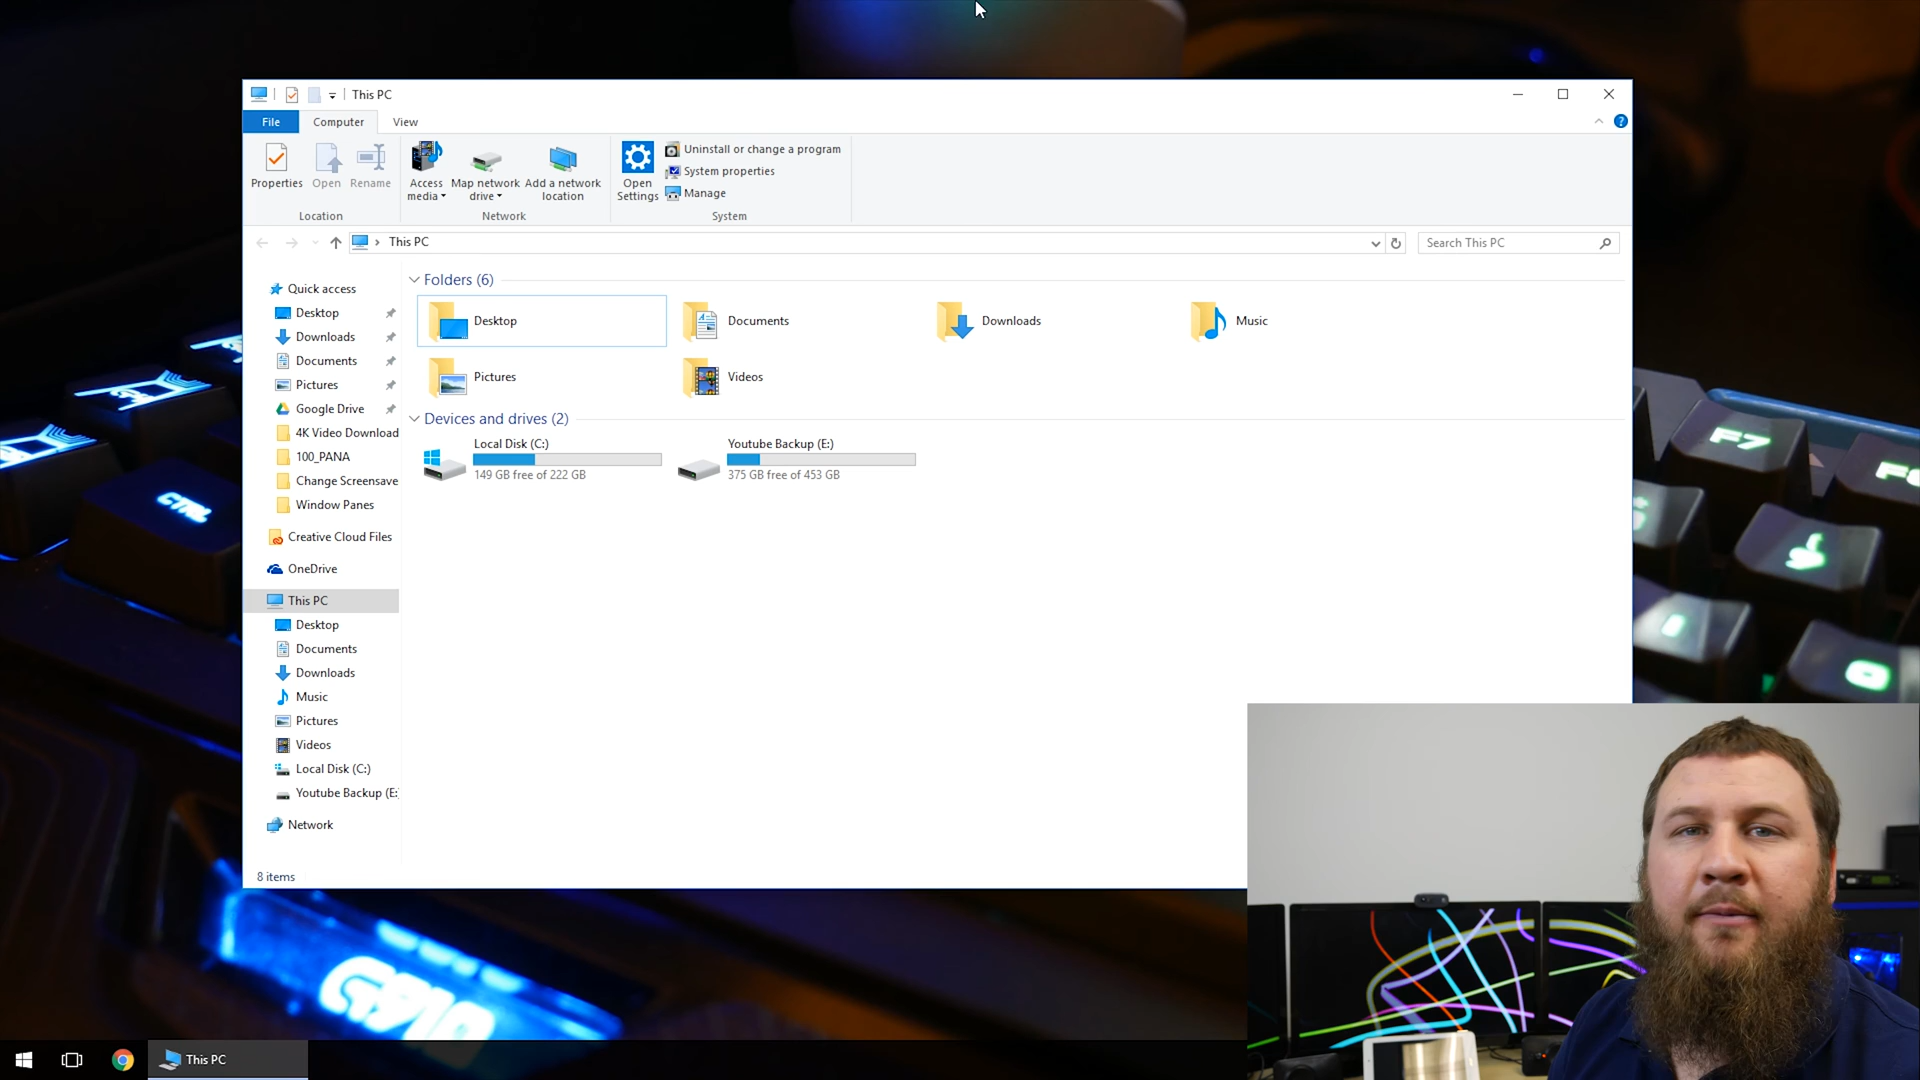 This PC
File Computer View
Properties Open Rename Access media Map network drive Add a network location Open Settings
Uninstall or change a program
System properties
Manage
Location Network System
This PC
Search This PC
Quick access
Desktop
Downloads
Documents
Pictures
Google Drive
4K Video Download
100_PANA
Change Screensave
Window Panes
Creative Cloud Files
OneDrive
This PC
Desktop
Documents
Downloads
Music
Pictures
Videos
Local Disk (C:)
Youtube Backup (E:
Network
Folders (6)
Desktop Documents Downloads Music
Pictures Videos
Devices and drives (2)
Local Disk (C:)
149 GB free of 222 GB
Youtube Backup (E:)
375 GB free of 453 GB
8 items
CTRL
F7
This PC